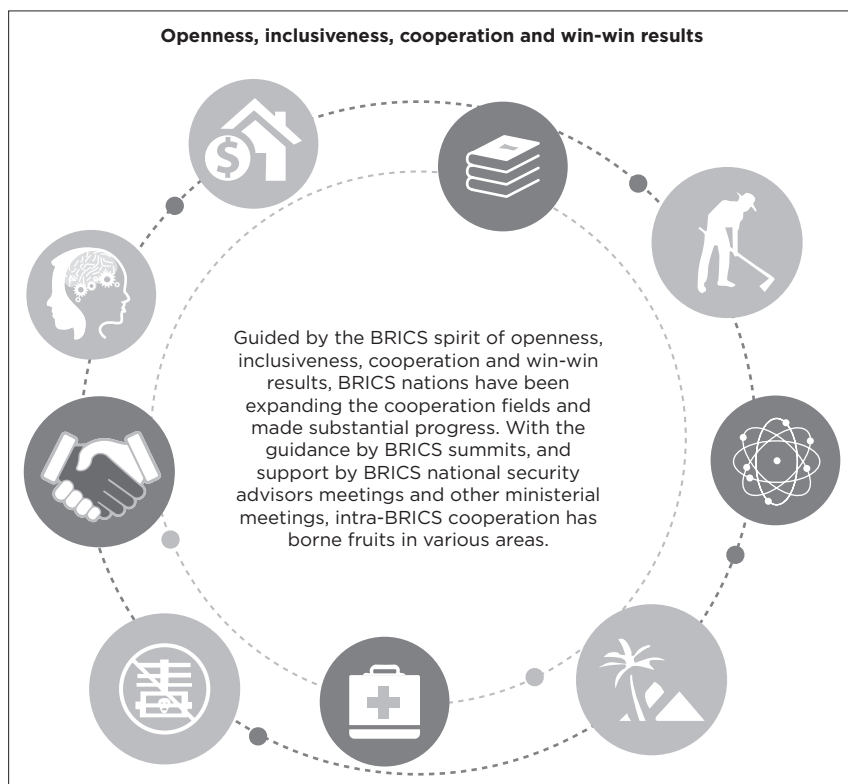 Openness, inclusiveness, cooperation and win-win results
$
Guided by the BRICS spirit of openness,
inclusiveness, cooperation and win-win
results, BRICS nations have been
expanding the cooperation fields and
made substantial progress. With the
guidance by BRICS summits, and
support by BRICS national security
advisors meetings and other ministerial
meetings, intra-BRICS cooperation has
borne fruits in various areas.